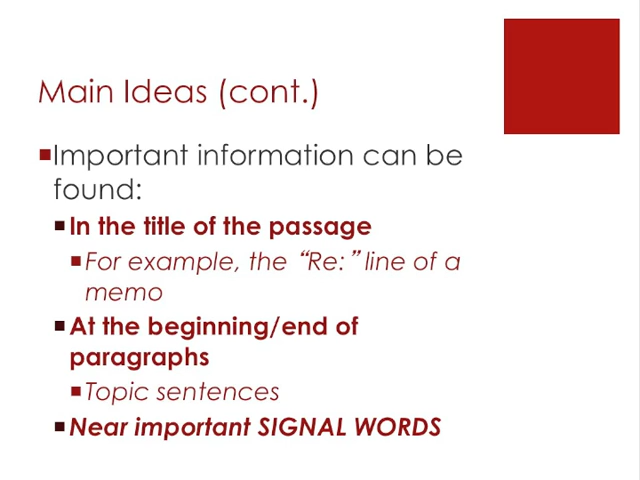 Main Ideas (cont.)
Important information can be
found:
In the title of the passage
For example, the “Re:” line of a
memo
At the beginning/end of
paragraphs
Topic sentences
Near important SIGNAL WORDS